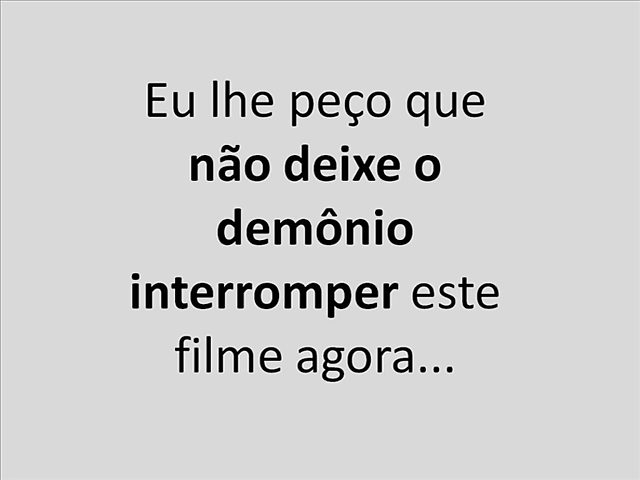 Eu lhe peço que
não deixe o
demônio
interromper este
filme agora...